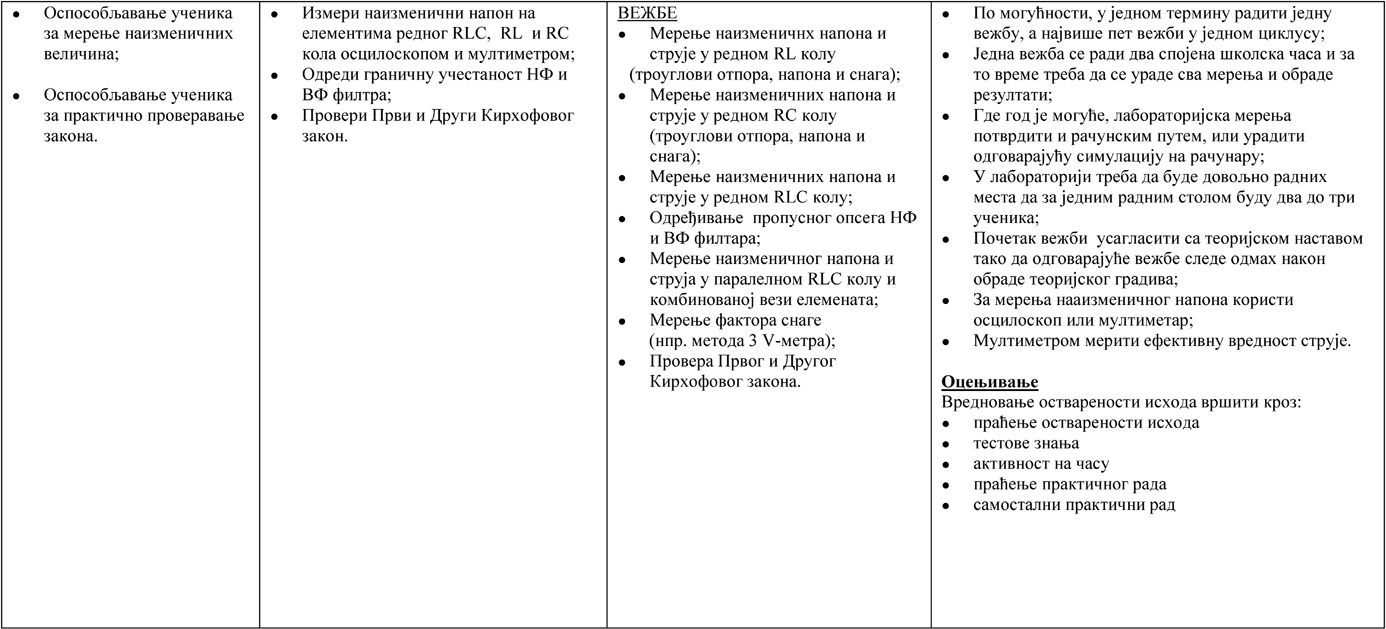 • Оспособљавање ученика
за мерење наизменичних
величина;
• Оспособљавање ученика
за практично проверавање
закона.
• Измери наизменични напон на
елементима редног RLC, RL и RC
кола осцилоскопом и мултиметром;
• Одреди граничну учестаност НФ и
ВФ филтра;
• Провери Први и Други Кирхофовог
закон.
ВЕЖБЕ
• Мерење наизменичнх напона и
струје у редном RL колу
(троуглови отпора, напона и снага);
• Мерење наизменичних напона и
струје у редном RC колу
(троуглови отпора, напона и
снага);
• Мерење наизменичних напона и
струје у редном RLC колу;
• Одређивање пропусног опсега НФ
и ВФ филтара;
• Мерење наизменичног напона и
струја у паралелном RLC колу и
комбинованој вези елемената;
• Мерење фактора снаге
(нпр. метода 3 V-метра);
• Провера Првог и Другог
Кирхофовог закона.
• По могућности, у једном термину радити једну
вежбу, а највише пет вежби у једном циклусу;
• Једна вежба се ради два спојена школска часа и за
то време треба да се ураде сва мерења и обраде
резултати;
• Где год је могуће, лабораторијска мерења
потврдити и рачунским путем, или урадити
одговарајућу симулацију на рачунару;
• У лабораторији треба да буде довољно радних
места да за једним радним столом буду два до три
ученика;
• Почетак вежби усагласити са теоријском наставом
тако да одговарајуће вежбе следе одмах након
обраде теоријског градива;
• За мерења нааизменичног напона користи
осцилоскоп или мултиметар;
• Мултиметром мерити ефективну вредност струје.
Оцењивање
Вредновање остварености исхода вршити кроз:
• праћење остварености исхода
• тестове знања
• активност на часу
• праћење практичног рада
• самостални практични рад